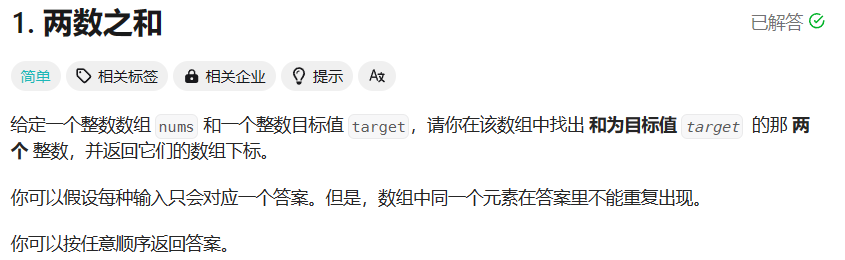 1. 两数之和
已解答
简单 相关标签 相关企业 提示
给定一个整数数组 nums 和一个整数目标值 target，请你在该数组中找出 和为目标值 target 的那 两
个 整数，并返回它们的数组下标。
你可以假设每种输入只会对应一个答案。但是，数组中同一个元素在答案里不能重复出现。
你可以按任意顺序返回答案。